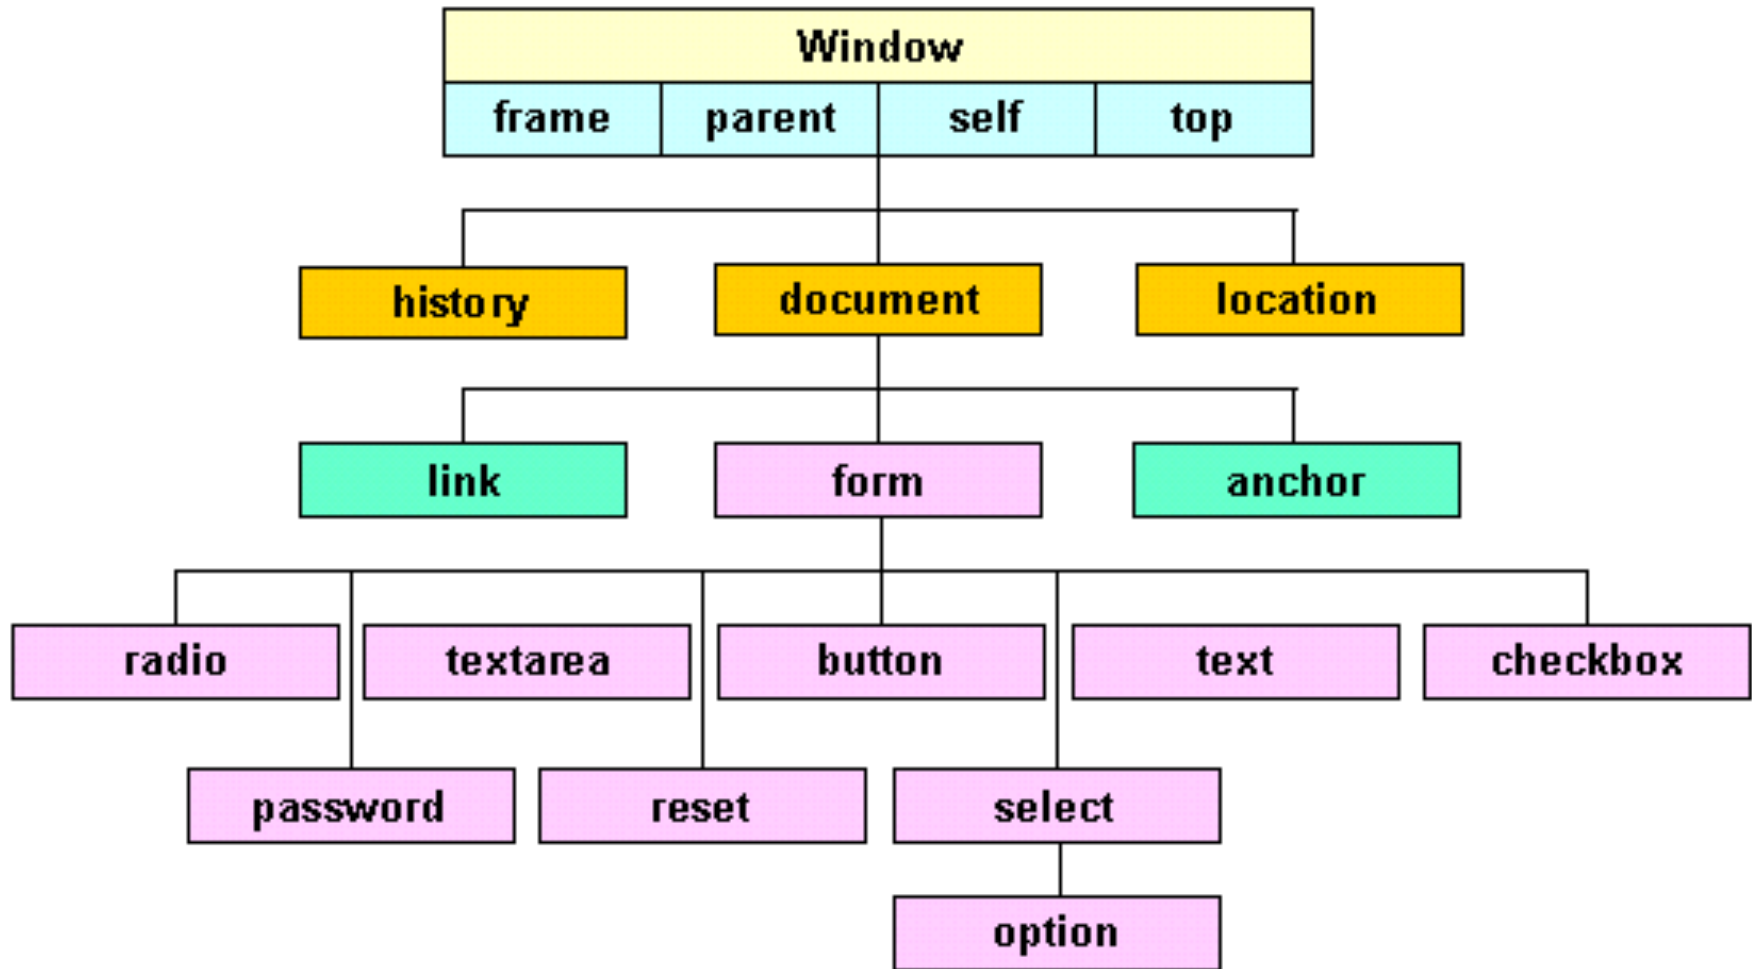 Window
frame parent self top
history document location
link form anchor
radio textarea button text checkbox
password reset select
option